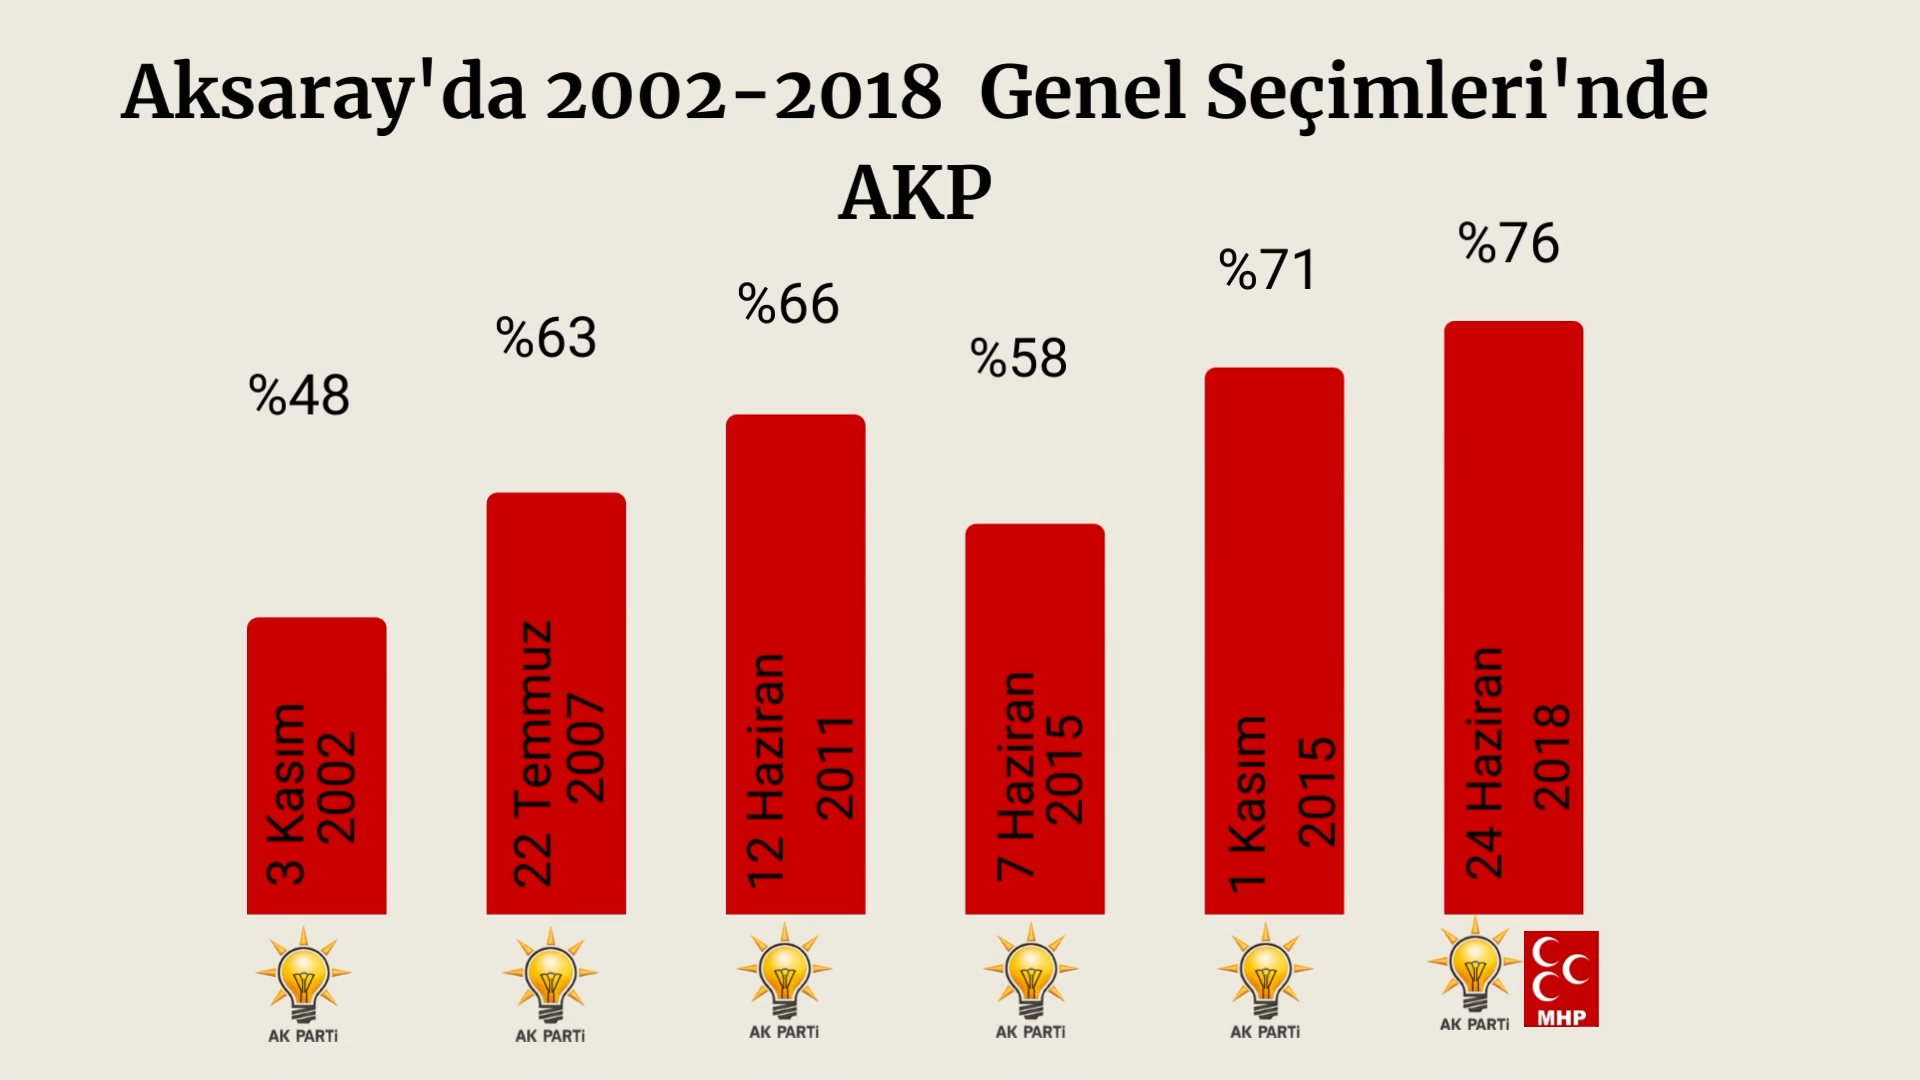 Aksaray'da 2002-2018 Genel Seçimleri'nde
AKP
%48
%63
%66
%58
%71
%76
3 Kasım
2002
22 Temmuz
2007
12 Haziran
2011
7 Haziran
2015
1 Kasım
2015
24 Haziran
2018
AK PARTi
AK PARTi
AK PARTi
AK PARTi
AK PARTi
AK PARTi
MHP